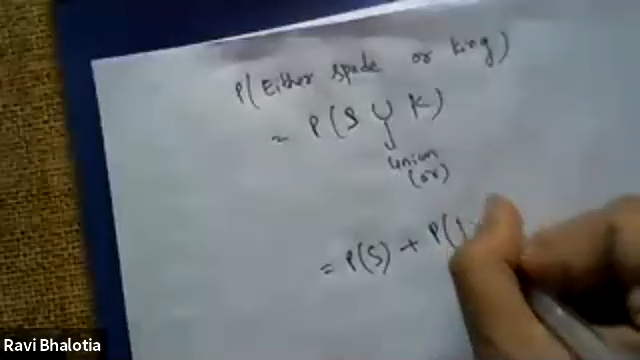 P(Either spade or king)
= P(S ∪ K)
Union
(or)
= P(S) + P(
Ravi Bhalotia